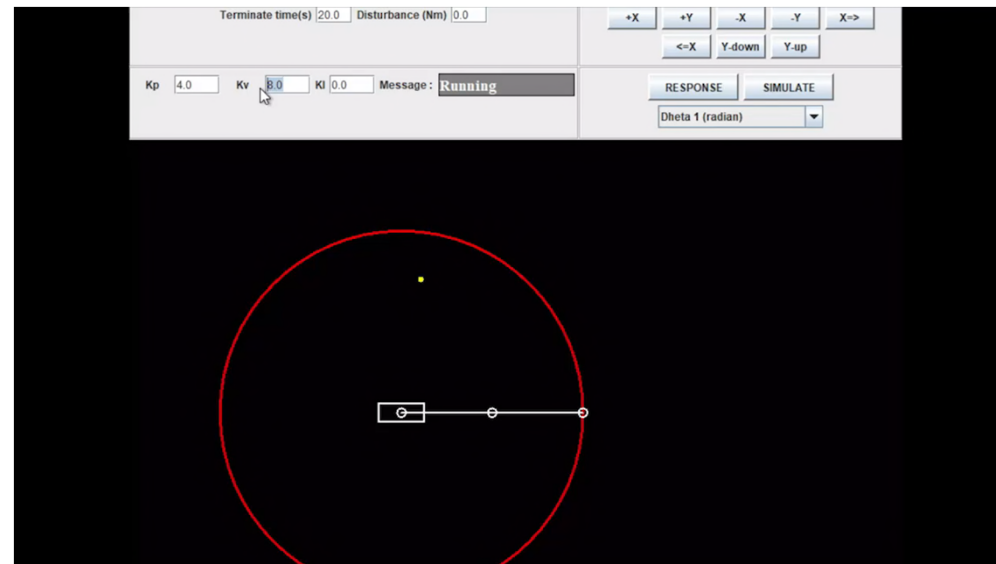 Terminate time(s) 20.0 Disturbance (Nm) 0.0
+X +Y -X -Y X=>
<=X Y-down Y-up
Kp 4.0 Kv 8.0 KI 0.0 Message : Running
RESPONSE SIMULATE
Dheta 1 (radian)